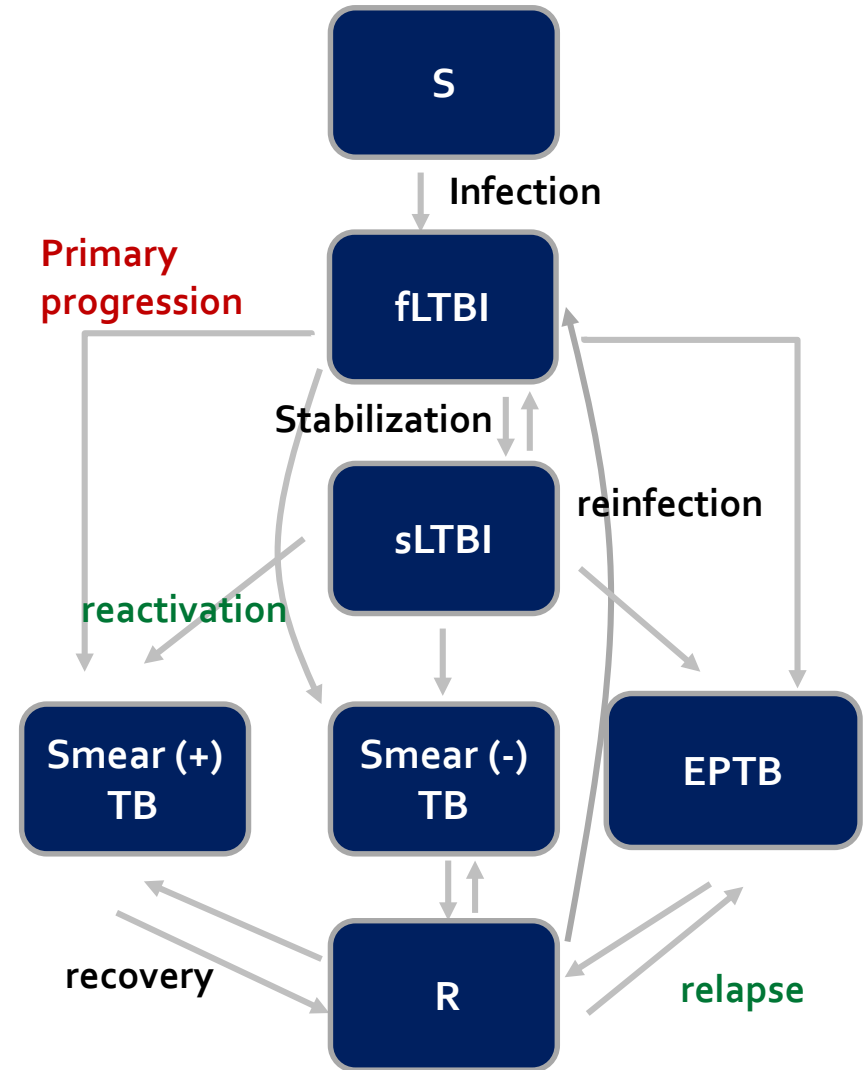 S
Infection
Primary
progression
fLTBI
Stabilization
reinfection
sLTBI
reactivation
Smear (+)
TB
Smear (-)
TB
EPTB
recovery
R
relapse